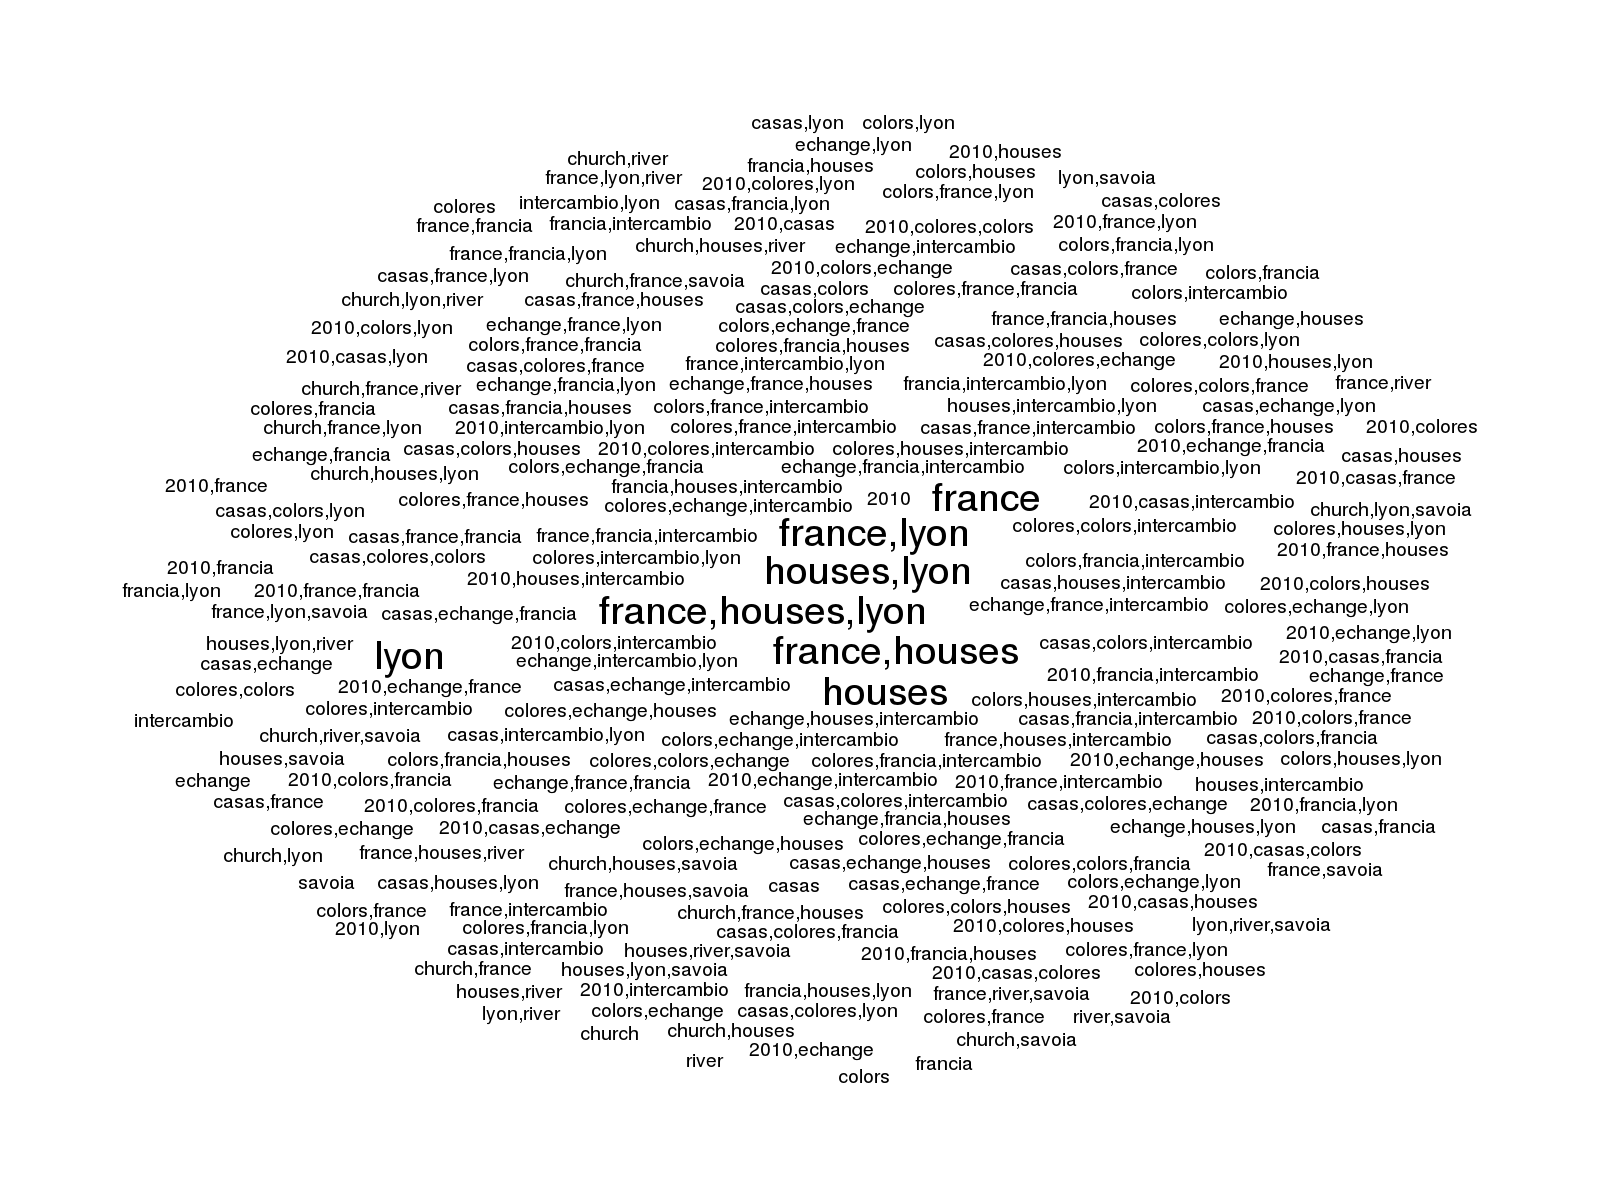 casas,lyon colors,lyon
echange,lyon
2010,houses
church,river
francia,houses
colors,houses
france,lyon,river
lyon,savoia
2010,colores,lyon
colors,france,lyon
casas,colores
intercambio,lyon
casas,francia,lyon
colores
2010,france,lyon
francia,intercambio
2010,casas
france,francia
2010,colores,colors
colors,francia,lyon
church,houses,river
echange,intercambio
france,francia,lyon
2010,colors,echange
casas,colors,france
colors,francia
casas,france,lyon
church,france,savoia
casas,colors
colores,france,francia
colors,intercambio
church,lyon,river
casas,france,houses
casas,colors,echange
france,francia,houses
echange,houses
echange,france,lyon
colors,echange,france
2010,colors,lyon
casas,colores,houses
colores,colors,lyon
colors,france,francia
colores,francia,houses
2010,casas,lyon
2010,colores,echange
2010,houses,lyon
france,intercambio,lyon
casas,colores,france
echange,francia,lyon
echange,france,houses
francia,intercambio,lyon
colores,colors,france
france,river
church,france,river
colores,francia
casas,francia,houses
colors,france,intercambio
houses,intercambio,lyon
casas,echange,lyon
church,france,lyon
2010,intercambio,lyon
colores,france,intercambio
casas,france,intercambio
colors,france,houses
2010,colores
2010,echange,francia
casas,colors,houses
2010,colores,intercambio
colores,houses,intercambio
echange,francia
casas,houses
church,houses,lyon
colors,echange,francia
echange,francia,intercambio
colors,intercambio,lyon
2010,casas,france
2010,france
francia,houses,intercambio
colores,france,houses
colores,echange,intercambio
2010
france
2010,casas,intercambio
casas,colors,lyon
church,lyon,savoia
colores,lyon
casas,france,francia
france,francia,intercambio
france,lyon
colores,colors,intercambio
colores,houses,lyon
2010,france,houses
casas,colores,colors
colores,intercambio,lyon
colors,francia,intercambio
2010,francia
2010,houses,intercambio
houses,lyon
casas,houses,intercambio
2010,colors,houses
francia,lyon
2010,france,francia
france,lyon,savoia
casas,echange,francia
france,houses,lyon
echange,france,intercambio
colores,echange,lyon
2010,echange,lyon
houses,lyon,river
2010,colors,intercambio
casas,colors,intercambio
lyon
france,houses
casas,echange
echange,intercambio,lyon
2010,casas,francia
2010,francia,intercambio
echange,france
colores,colors
2010,echange,france
casas,echange,intercambio
houses
colors,houses,intercambio
2010,colores,france
colores,intercambio
colores,echange,houses
intercambio
echange,houses,intercambio
casas,francia,intercambio
2010,colors,france
church,river,savoia
casas,intercambio,lyon
colors,echange,intercambio
france,houses,intercambio
casas,colors,francia
houses,savoia
colors,francia,houses
colores,colors,echange
colores,francia,intercambio
2010,echange,houses
colors,houses,lyon
echange
2010,colors,francia
echange,france,francia
2010,echange,intercambio
2010,france,intercambio
houses,intercambio
casas,france
2010,colores,francia
colores,echange,france
casas,colores,intercambio
casas,colores,echange
2010,francia,lyon
echange,francia,houses
colores,echange
2010,casas,echange
echange,houses,lyon
casas,francia
colors,echange,houses
colores,echange,francia
2010,casas,colors
church,lyon
france,houses,river
church,houses,savoia
casas,echange,houses
colores,colors,francia
france,savoia
savoia
casas,houses,lyon
france,houses,savoia
casas
casas,echange,france
colors,echange,lyon
2010,casas,houses
colors,france
france,intercambio
church,france,houses
colores,colors,houses
2010,lyon
colores,francia,lyon
casas,colores,francia
2010,colores,houses
lyon,river,savoia
casas,intercambio
houses,river,savoia
2010,francia,houses
colores,france,lyon
church,france
houses,lyon,savoia
2010,casas,colores
colores,houses
houses,river
2010,intercambio
francia,houses,lyon
france,river,savoia
2010,colors
lyon,river
colors,echange
casas,colores,lyon
colores,france
river,savoia
church
church,houses
church,savoia
river
2010,echange
francia
colors